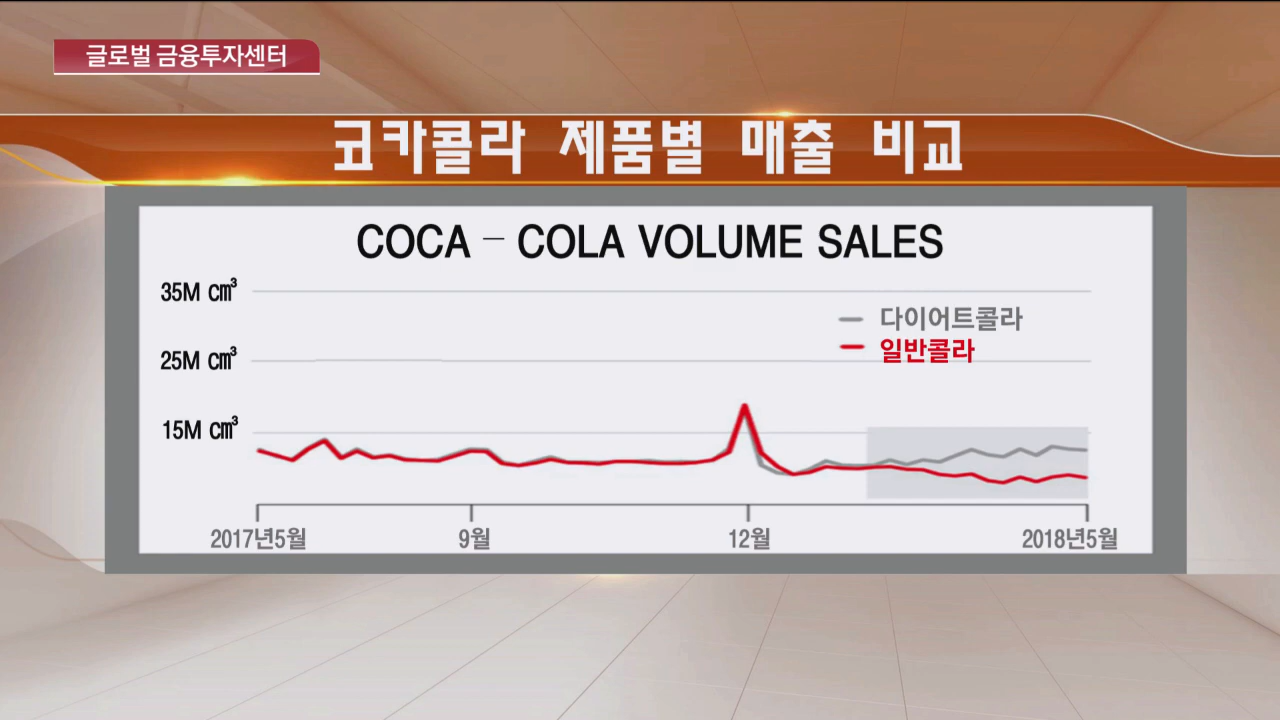 글로벌 금융투자센터
코카콜라 제품별 매출 비교
COCA – COLA VOLUME SALES
35M ㎤
다이어트콜라
일반콜라
25M ㎤
15M ㎤
2017년5월 9월 12월 2018년5월